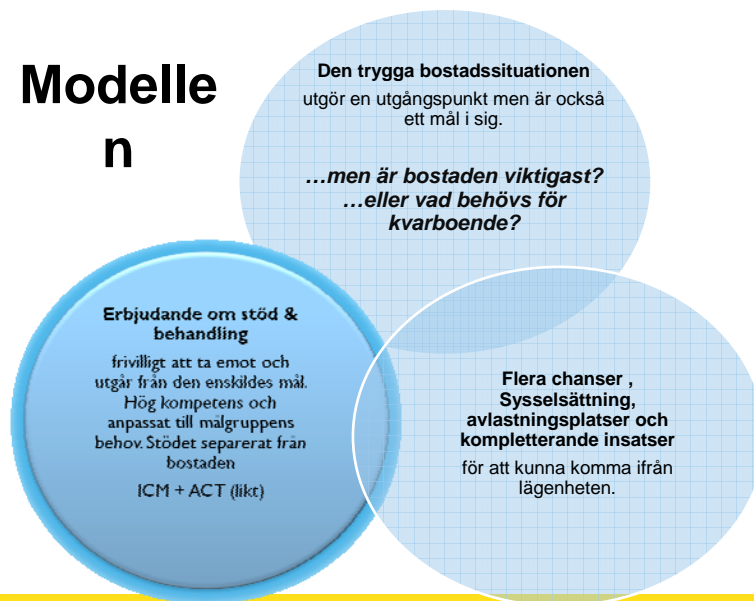 Modelle
n
Den trygga bostadssituationen
utgör en utgångspunkt men är också
ett mål i sig.
…men är bostaden viktigast?
…eller vad behövs för
kvarboende?
Erbjudande om stöd &
behandling
frivilligt att ta emot och
utgår från den enskildes mål.
Hög kompetens och
anpassat till målgruppens
behov. Stödet separerat från
bostaden
ICM + ACT (likt)
Flera chanser ,
Sysselsättning,
avlastningsplatser och
kompletterande insatser
för att kunna komma ifrån
lägenheten.